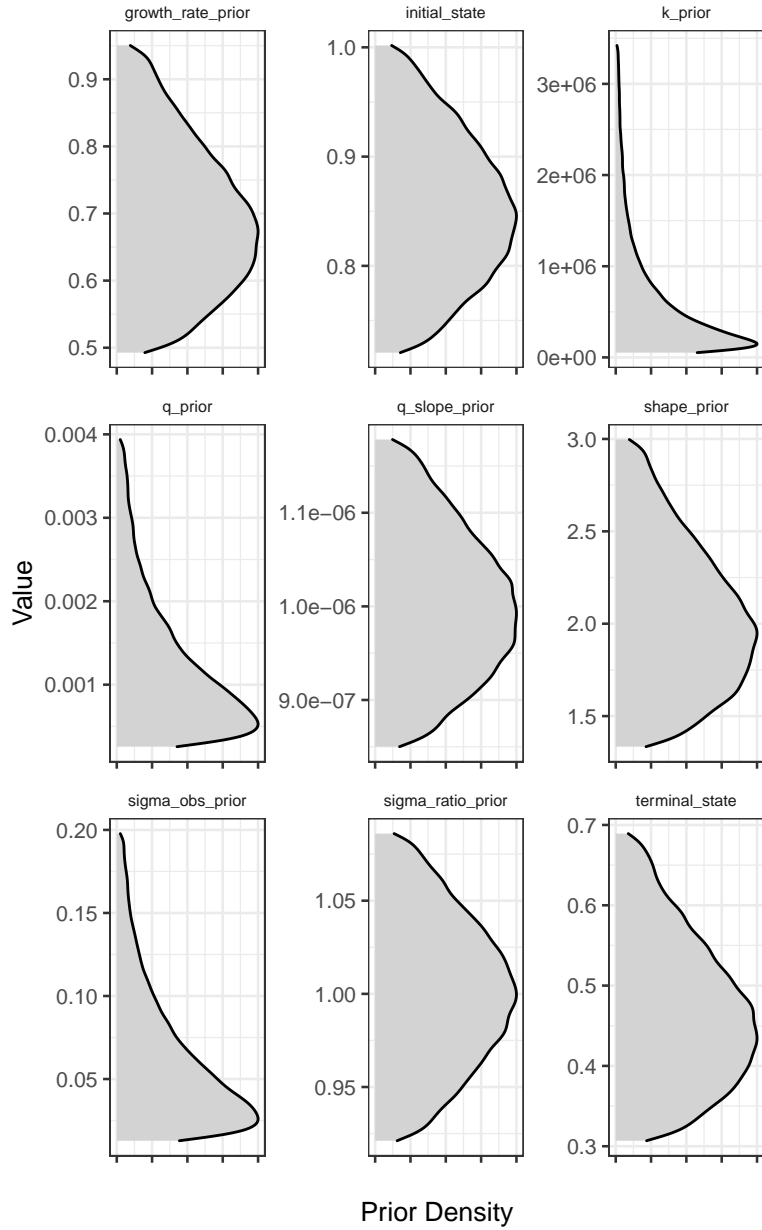 growth_rate_prior
initial_state
k_prior
0.9
0.8
0.7
0.6
0.5
1.0
0.9
0.8
3e+06
2e+06
1e+06
0e+00
q_prior
q_slope_prior
shape_prior
0.004
0.003
0.002
0.001
1.1e−06
1.0e−06
9.0e−07
3.0
2.5
2.0
1.5
Value
sigma_obs_prior
sigma_ratio_prior
terminal_state
0.20
0.15
0.10
0.05
1.05
1.00
0.95
0.7
0.6
0.5
0.4
0.3
Prior Density